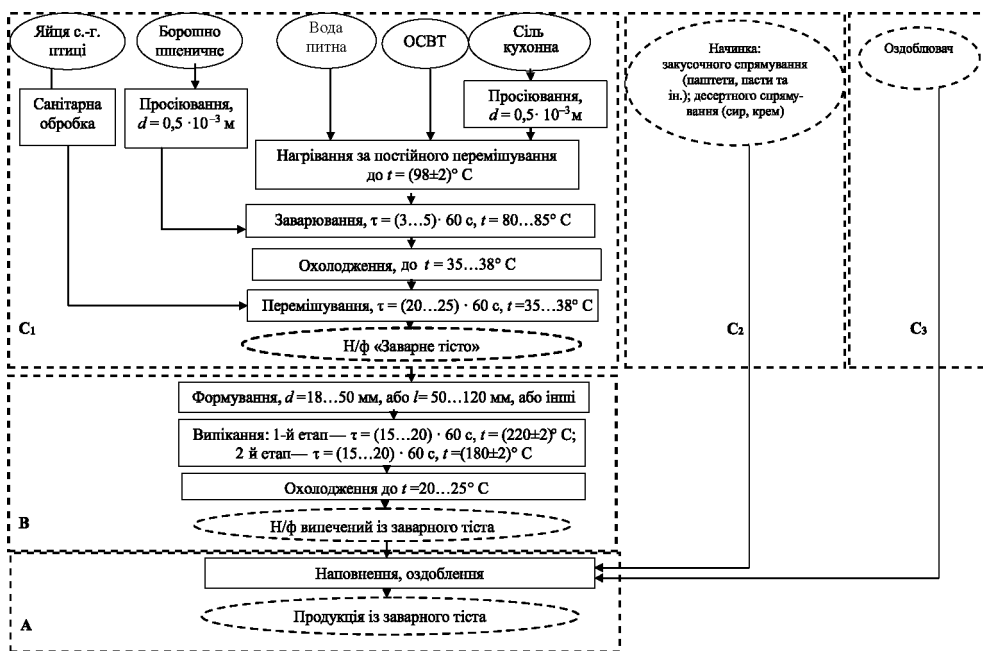 Яйця с.-г.
птиці
Борошно
пшеничне
Вода
питна
ОСВТ
Сіль
кухонна
Начинка:
закусочного спрямування
(паштети, пасти та
ін.); десертного спряму-
вання (сир, крем)
Оздоблювач
Санітарна
обробка
Просіювання,
d = 0,5 · 10⁻³ м
Просіювання,
d = 0,5 · 10⁻³ м
Нагрівання за постійного перемішування
до t = (98±2)° С
Заварювання, τ = (3…5)· 60 с, t = 80…85° С
Охолодження, до t = 35…38° С
Перемішування, τ = (20…25) · 60 с, t =35…38° С
Н/ф «Заварне тісто»
С₁
С₂
С₃
Формування, d =18…50 мм, або l= 50…120 мм, або інші
Випікання: 1-й етап— τ = (15…20) · 60 с, t = (220±2)° С;
2 й етап— τ = (15…20) · 60 с, t =(180±2)° С
Охолодження до t =20…25° С
Н/ф випечений із заварного тіста
В
Наповнення, оздоблення
Продукція із заварного тіста
А